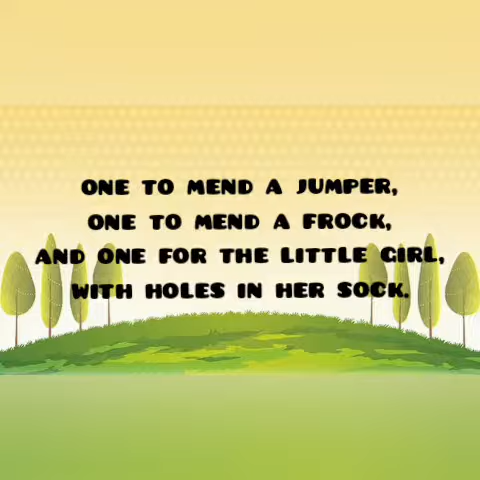 ONE TO MEND A JUMPER,
ONE TO MEND A FROCK,
AND ONE FOR THE LITTLE GIRL,
WITH HOLES IN HER SOCK.